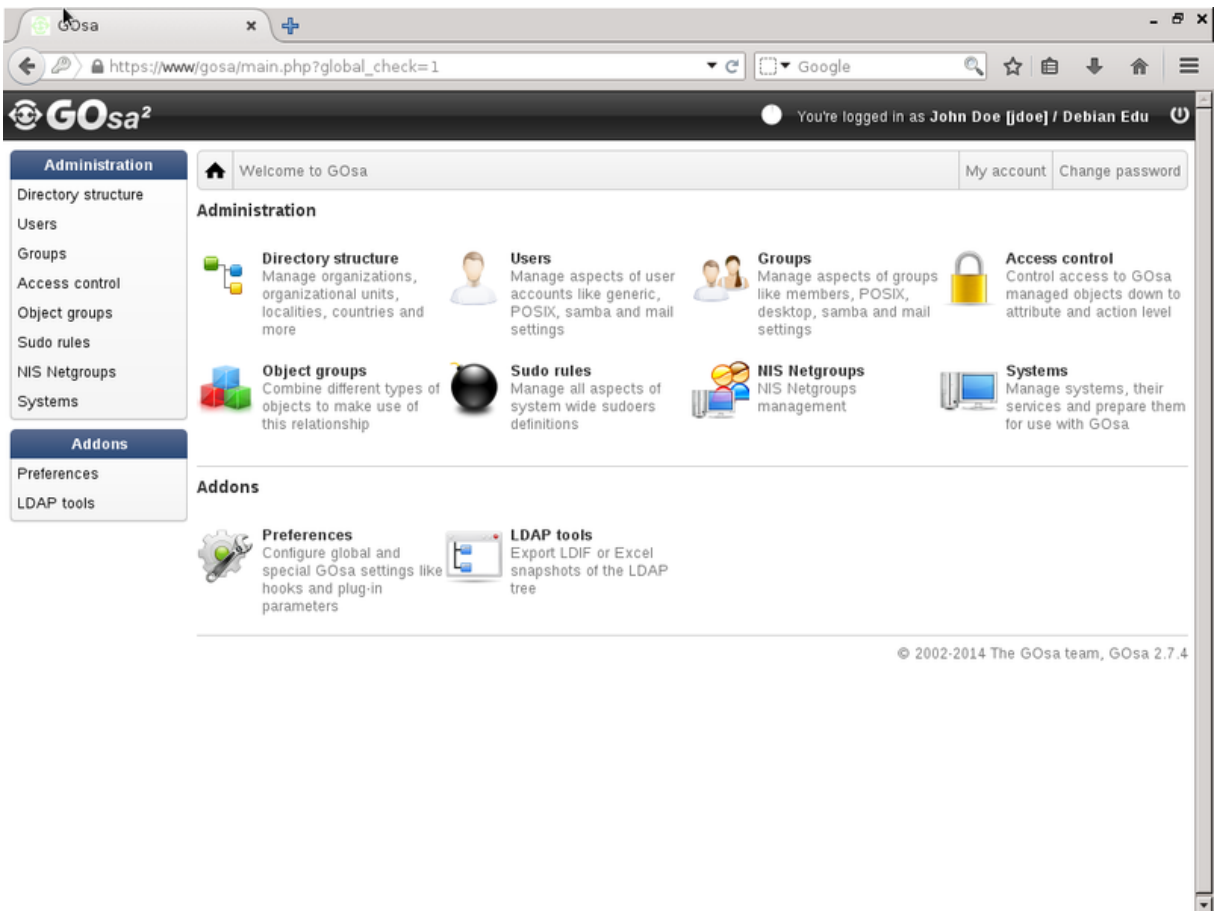 GOsa
https://www/gosa/main.php?global_check=1
Google
GOsa²
You're logged in as John Doe [jdoe] / Debian Edu
Administration
Directory structure
Users
Groups
Access control
Object groups
Sudo rules
NIS Netgroups
Systems
Addons
Preferences
LDAP tools
Welcome to GOsa
My account
Change password
Administration
Directory structure
Manage organizations,
organizational units,
localities, countries and
more
Users
Manage aspects of user
accounts like generic,
POSIX, samba and mail
settings
Groups
Manage aspects of groups
like members, POSIX,
desktop, samba and mail
settings
Access control
Control access to GOsa
managed objects down to
attribute and action level
Object groups
Combine different types of
objects to make use of
this relationship
Sudo rules
Manage all aspects of
system wide sudoers
definitions
NIS Netgroups
NIS Netgroups
management
Systems
Manage systems, their
services and prepare them
for use with GOsa
Addons
Preferences
Configure global and
special GOsa settings like
hooks and plug-in
parameters
LDAP tools
Export LDIF or Excel
snapshots of the LDAP
tree
© 2002-2014 The GOsa team, GOsa 2.7.4